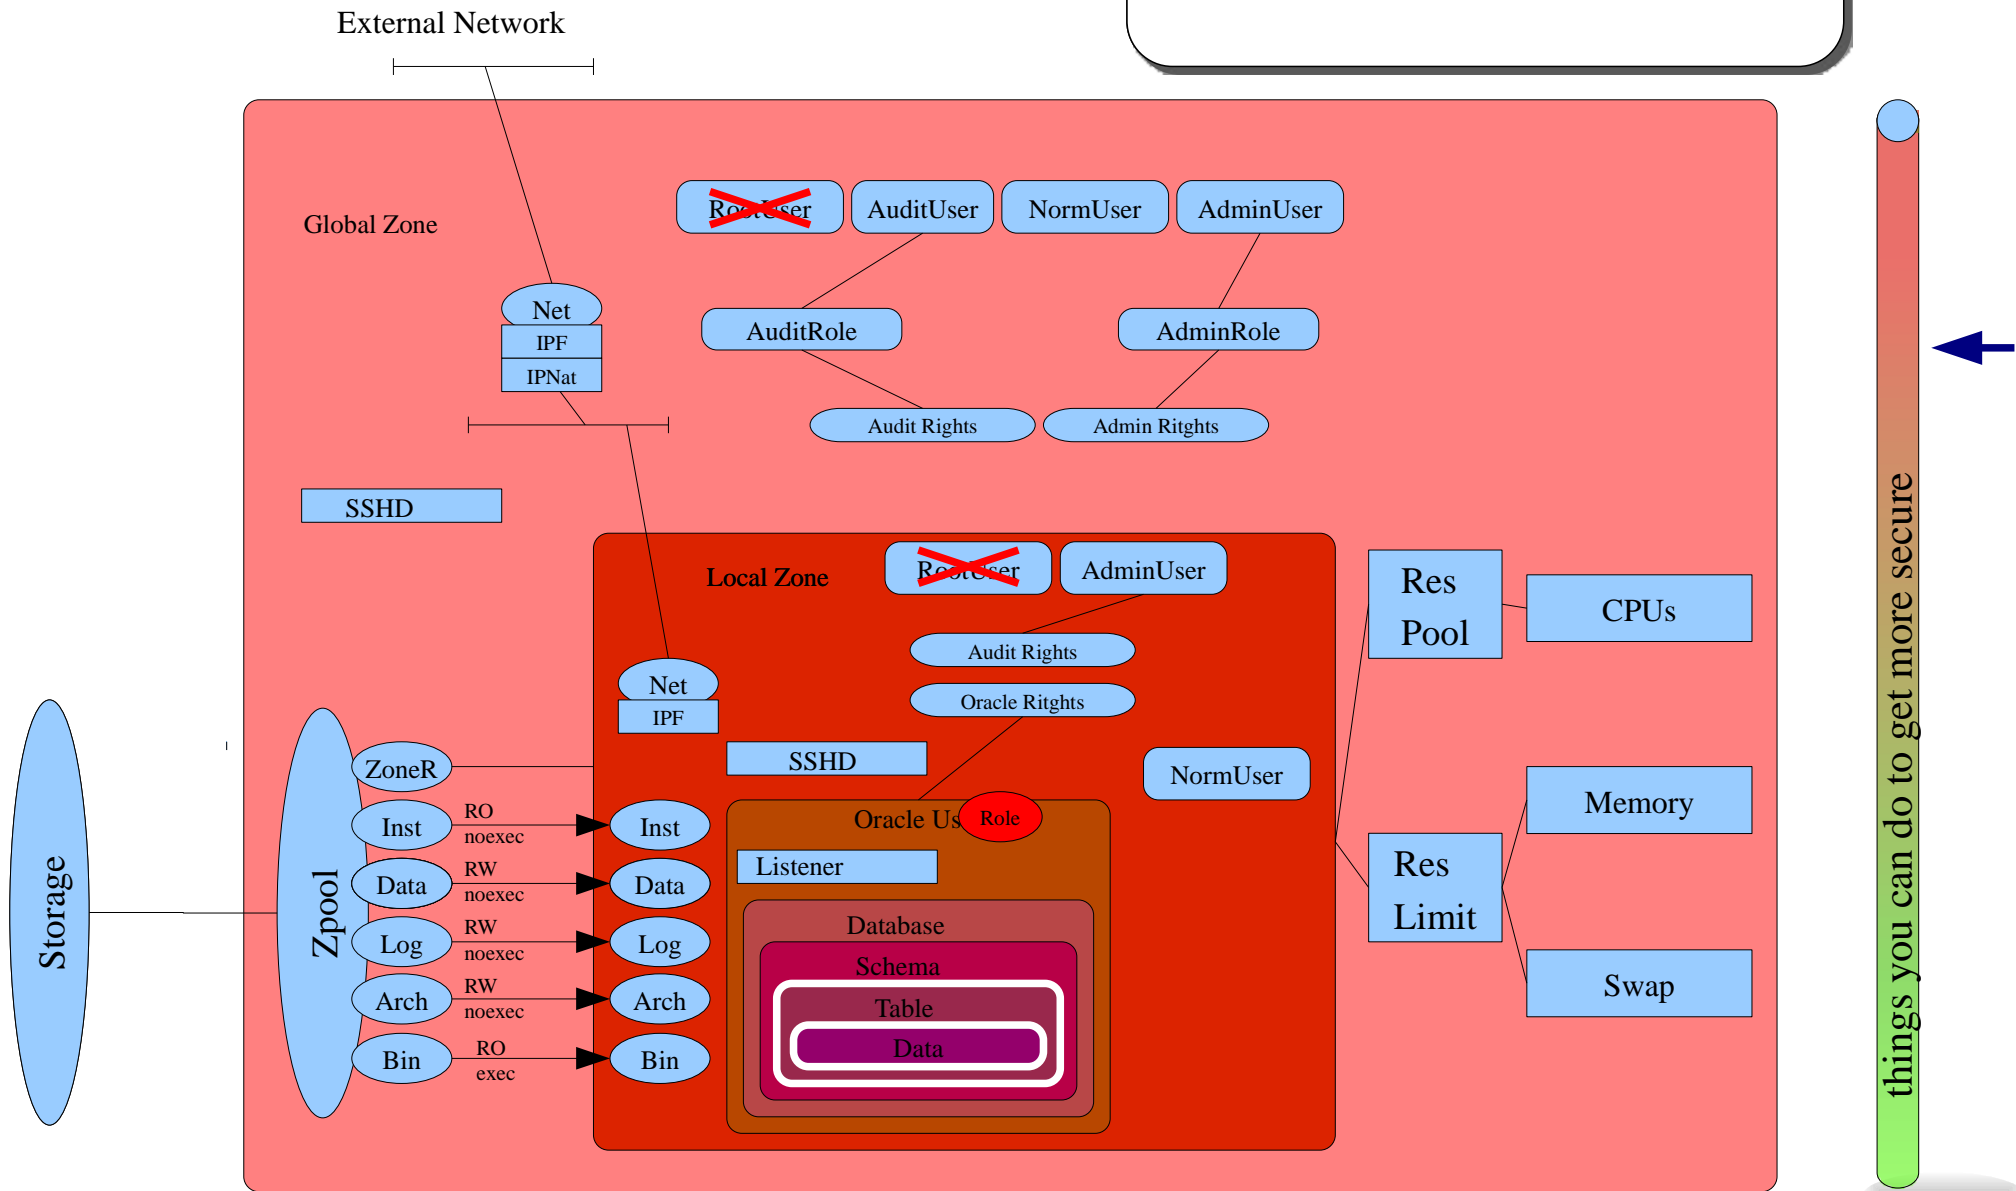 External Network
Global Zone
RootUser
AuditUser
NormUser
AdminUser
Net
IPF
IPNat
AuditRole
AdminRole
Audit Rights
Admin Ritghts
SSHD
Local Zone
RootUser
AdminUser
Audit Rights
Oracle Ritghts
Net
IPF
SSHD
NormUser
Res
Pool
CPUs
Res
Limit
Memory
Swap
Storage
Zpool
ZoneR
Inst
RO
noexec
Inst
Data
RW
noexec
Data
Log
RW
noexec
Log
Arch
RW
noexec
Arch
Bin
RO
exec
Bin
Oracle Us
Role
Listener
Database
Schema
Table
Data
things you can do to get more secure